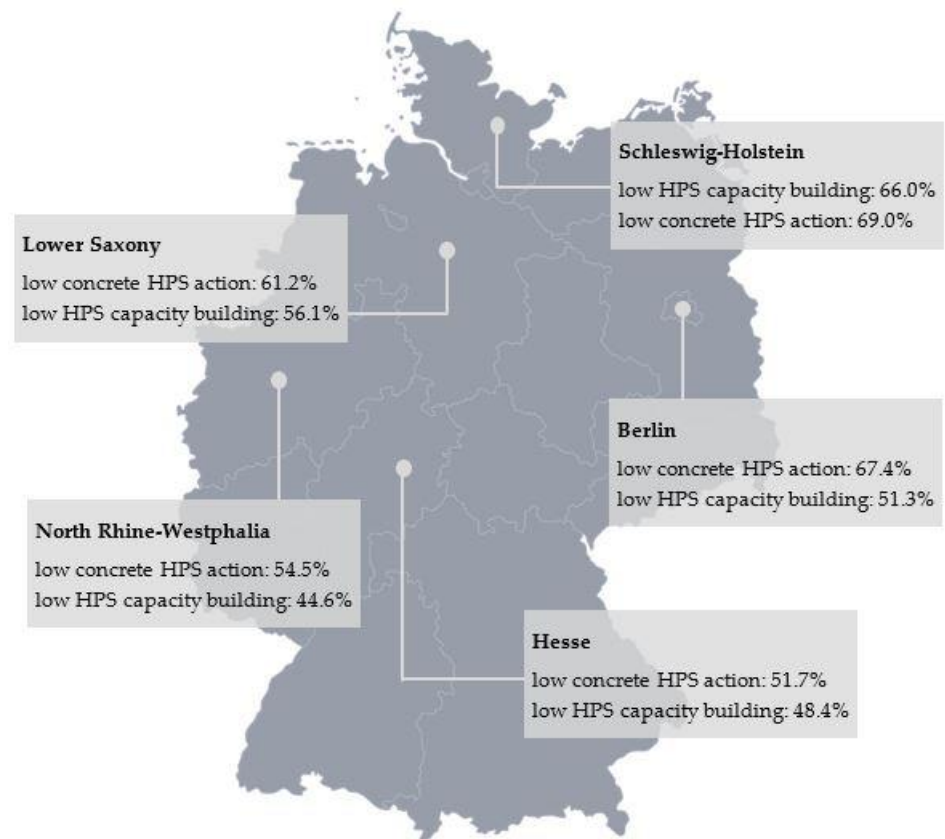 Schleswig-Holstein
low HPS capacity building: 66.0%
low concrete HPS action: 69.0%
Lower Saxony
low concrete HPS action: 61.2%
low HPS capacity building: 56.1%
Berlin
low concrete HPS action: 67.4%
low HPS capacity building: 51.3%
North Rhine-Westphalia
low concrete HPS action: 54.5%
low HPS capacity building: 44.6%
Hesse
low concrete HPS action: 51.7%
low HPS capacity building: 48.4%